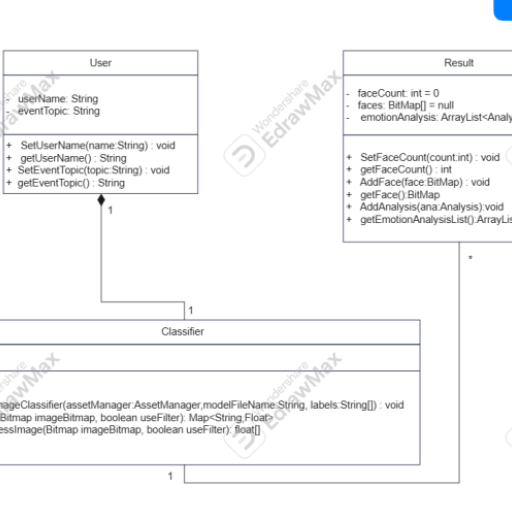 User
- userName: String
- eventTopic: String
+ SetUserName(name:String) : void
+ getUserName() : String
+ SetEventTopic(topic:String) : void
+ getEventTopic() : String
Result
- faceCount: int = 0
- faces: BitMap[] = null
- emotionAnalysis: ArrayList<Analy
+ SetFaceCount(count:int) : void
+ getFaceCount() : int
+ AddFace(face:BitMap) : void
+ getFace():BitMap
+ AddAnalysis(ana:Analysis):void
+ getEmotionAnalysisList():ArrayLis
1
1
*
Classifier
mageClassifier(assetManager:AssetManager,modelFileName:String, labels:String[]) : void
(Bitmap imageBitmap, boolean useFilter): Map<String,Float>
essImage(Bitmap imageBitmap, boolean useFilter): float[]
1
Wondershare
EdrawMax
Wondershare
EdrawMax
Wondershare
EdrawMax
Wondershare
EdrawMax